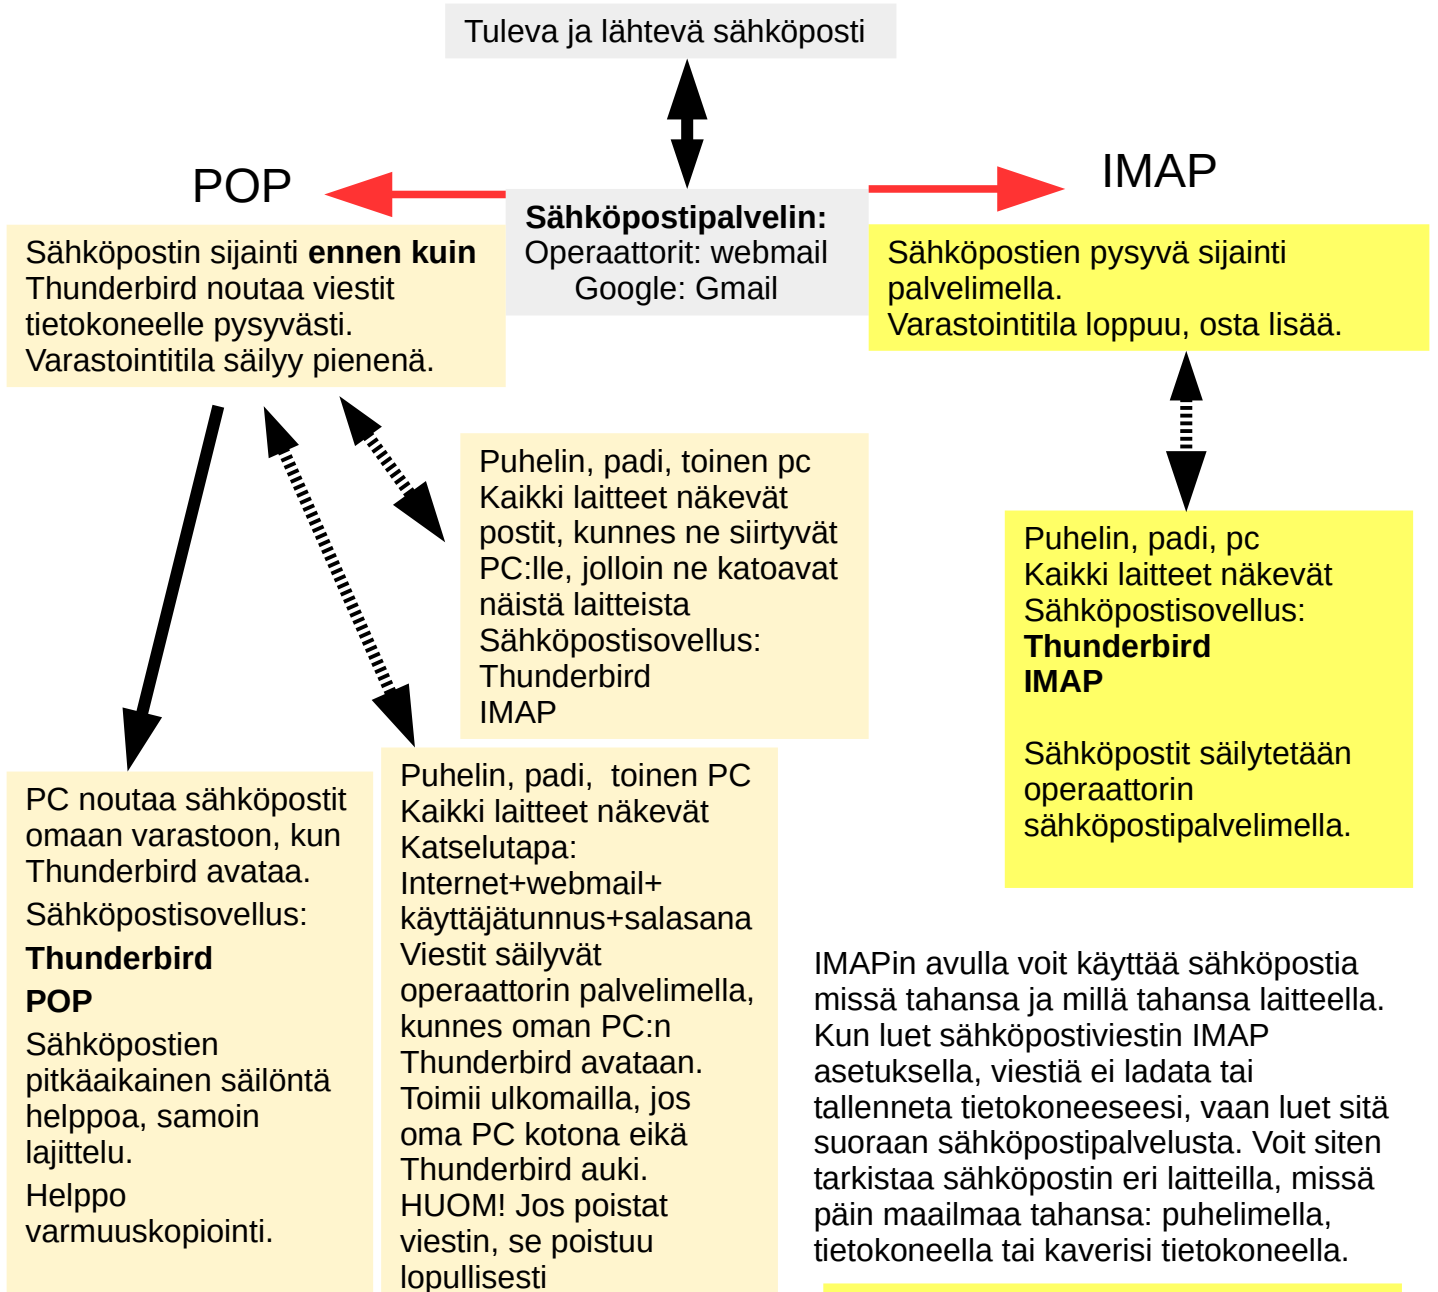 Tuleva ja lähtevä sähköposti
POP
IMAP
Sähköpostipalvelin:
Operaattorit: webmail
Google: Gmail
Sähköpostin sijainti ennen kuin
Thunderbird noutaa viestit
tietokoneelle pysyvästi.
Varastointitila säilyy pienenä.
Sähköpostien pysyvä sijainti
palvelimella.
Varastointitila loppuu, osta lisää.
Puhelin, padi, toinen pc
Kaikki laitteet näkevät
postit, kunnes ne siirtyvät
PC:lle, jolloin ne katoavat
näistä laitteista
Sähköpostisovellus:
Thunderbird
IMAP
Puhelin, padi, pc
Kaikki laitteet näkevät
Sähköpostisovellus:
Thunderbird
IMAP
Sähköpostit säilytetään
operaattorin
sähköpostipalvelimella.
PC noutaa sähköpostit
omaan varastoon, kun
Thunderbird avataa.
Sähköpostisovellus:
Thunderbird
POP
Sähköpostien
pitkäaikainen säilöntä
helppoa, samoin
lajittelu.
Helppo
varmuuskopiointi.
Puhelin, padi,  toinen PC
Kaikki laitteet näkevät
Katselutapa:
Internet+webmail+
käyttäjätunnus+salasana
Viestit säilyvät
operaattorin palvelimella,
kunnes oman PC:n
Thunderbird avataan.
Toimii ulkomailla, jos
oma PC kotona eikä
Thunderbird auki.
HUOM! Jos poistat
viestin, se poistuu
lopullisesti
IMAPin avulla voit käyttää sähköpostia
missä tahansa ja millä tahansa laitteella.
Kun luet sähköpostiviestin IMAP
asetuksella, viestiä ei ladata tai
tallenneta tietokoneeseesi, vaan luet sitä
suoraan sähköpostipalvelusta. Voit siten
tarkistaa sähköpostin eri laitteilla, missä
päin maailmaa tahansa: puhelimella,
tietokoneella tai kaverisi tietokoneella.